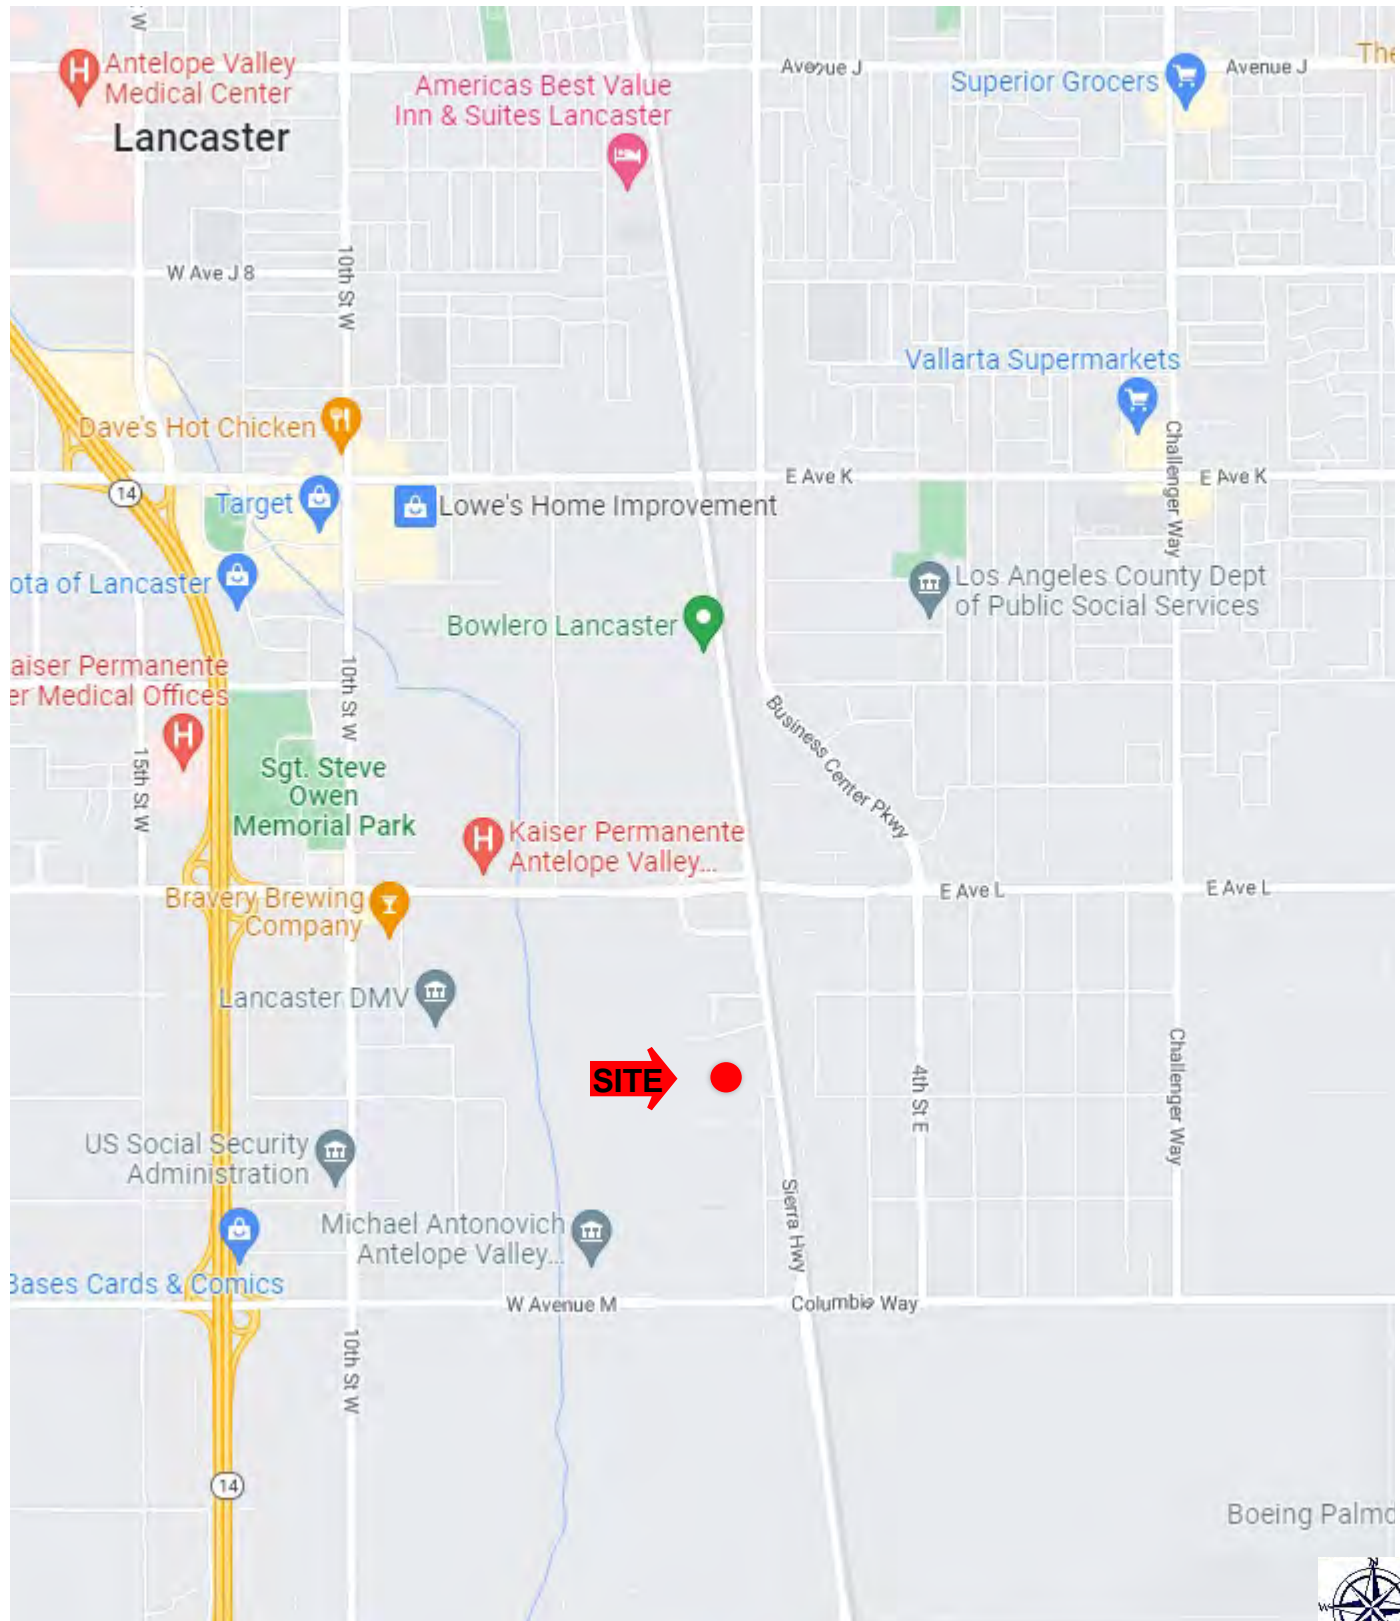 W
Antelope Valley
Medical Center
Lancaster
Americas Best Value
Inn & Suites Lancaster
Avenue J
Superior Grocers
Avenue J
The
W Ave J 8
10th St W
Vallarta Supermarkets
Dave's Hot Chicken
Challenger Way
14
Target
Lowe's Home Improvement
E Ave K
E Ave K
ota of Lancaster
Los Angeles County Dept
of Public Social Services
Bowlero Lancaster
aiser Permanente
er Medical Offices
10th St W
15th St W
Business Center Pkwy
Sgt. Steve
Owen
Memorial Park
Kaiser Permanente
Antelope Valley...
Bravery Brewing
Company
E Ave L
E Ave L
Lancaster DMV
SITE
4th St E
Challenger Way
US Social Security
Administration
Sierra Hwy
Michael Antonovich
Antelope Valley...
Bases Cards & Comics
W Avenue M
Columbia Way
10th St W
14
Boeing Palmd
N
W